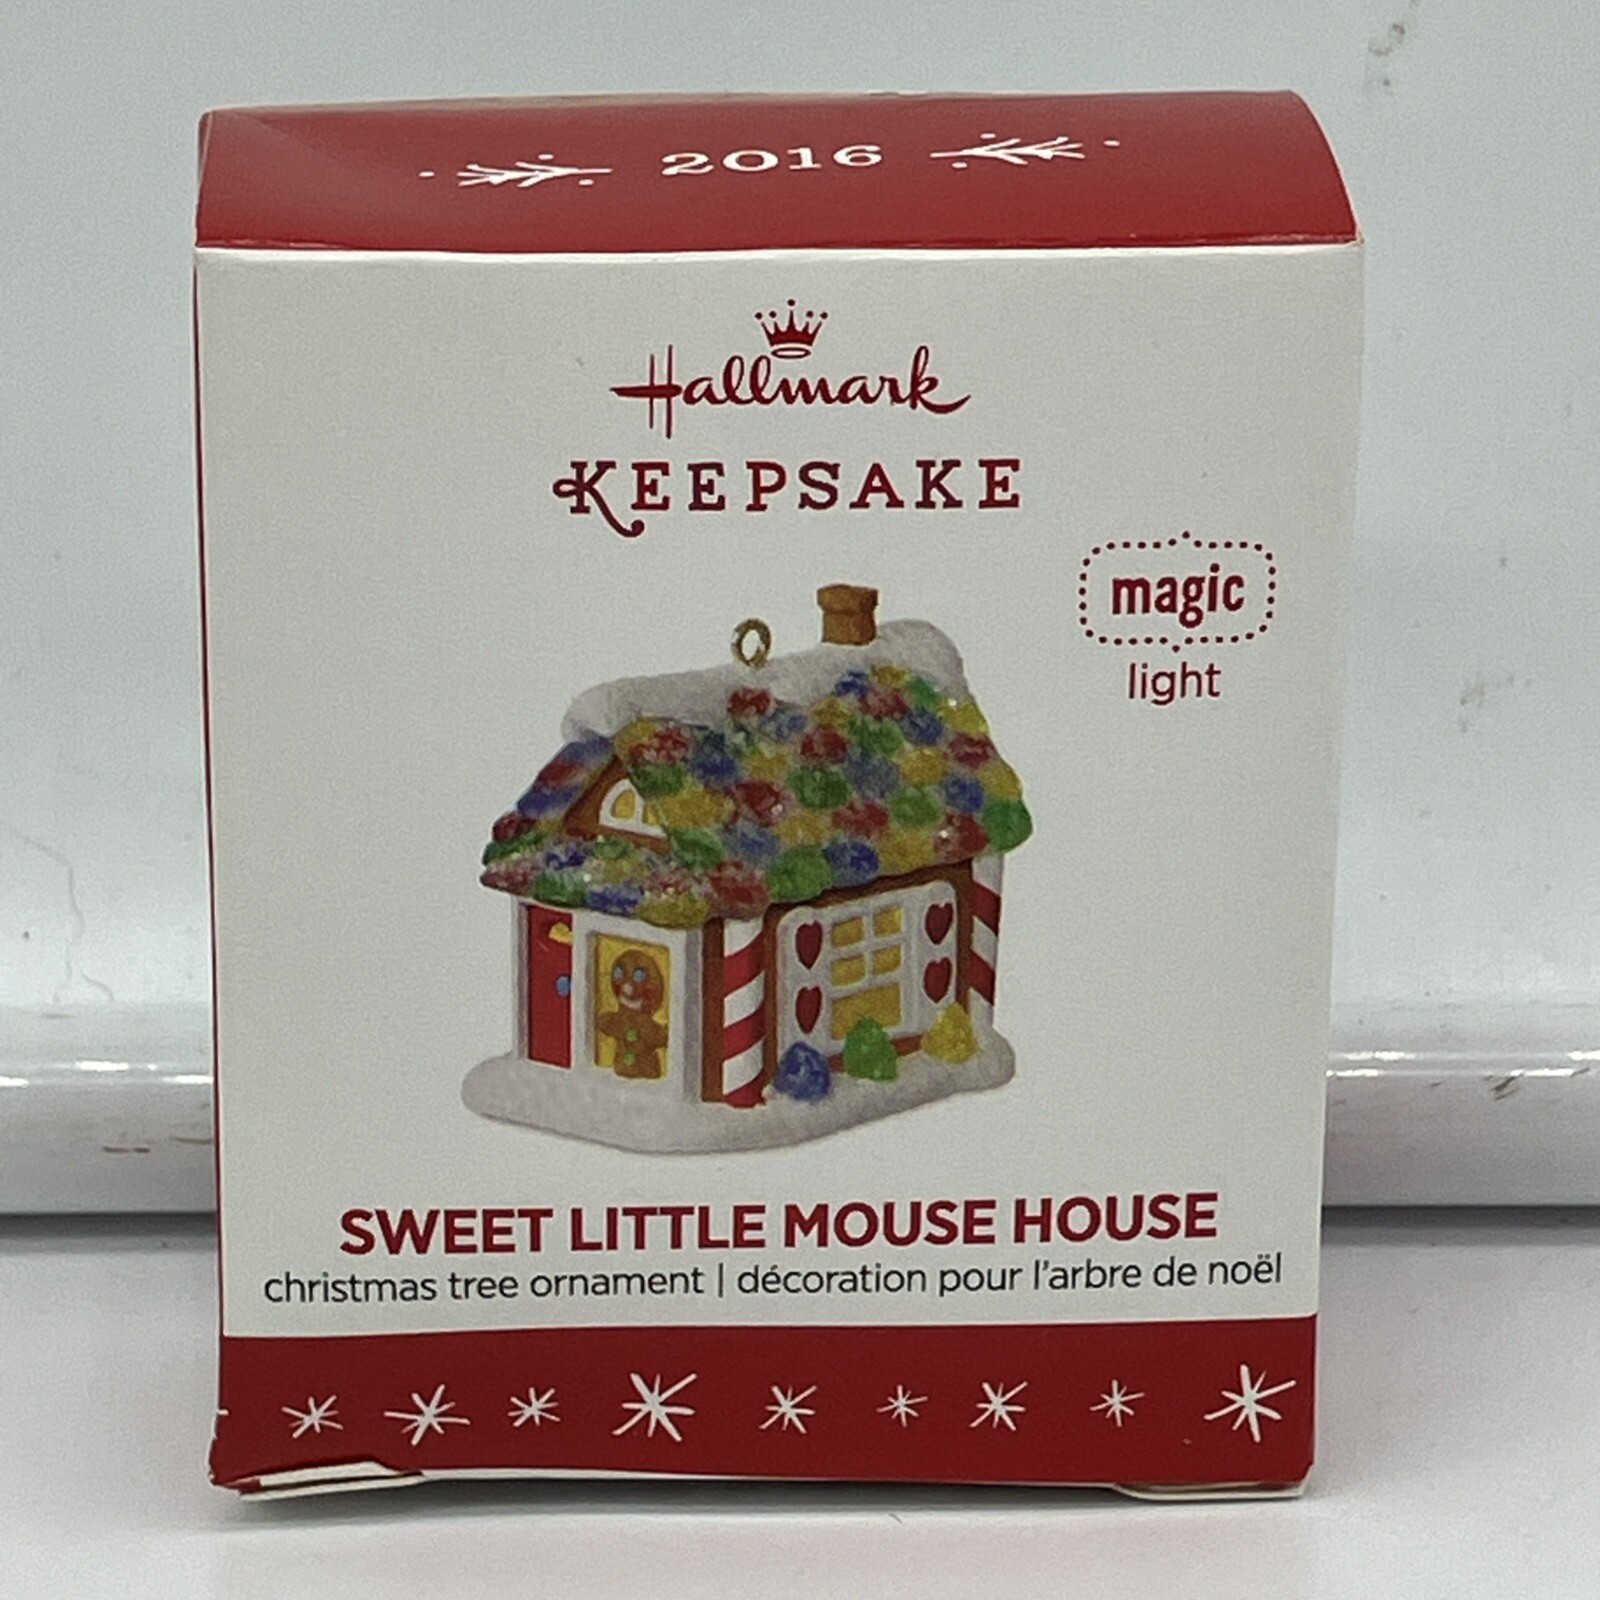 2016
Hallmark
KEEPSAKE
magic
light
SWEET LITTLE MOUSE HOUSE
christmas tree ornament | décoration pour l'arbre de noël